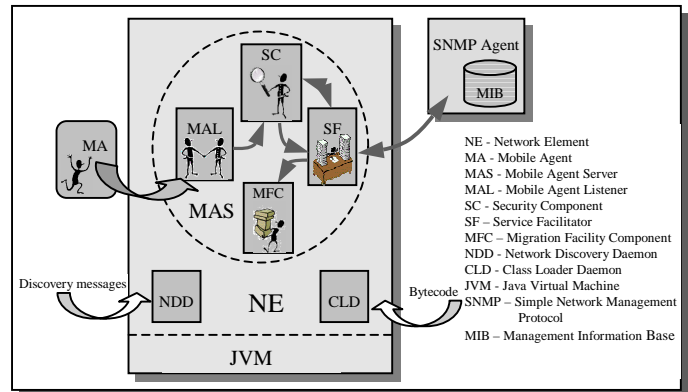 SC
SNMP Agent
MIB
MAL
SF
MA
MFC
MAS
NE - Network Element
MA - Mobile Agent
MAS - Mobile Agent Server
MAL - Mobile Agent Listener
SC - Security Component
SF – Service Facilitator
MFC – Migration Facility Component
NDD - Network Discovery Daemon
CLD - Class Loader Daemon
JVM - Java Virtual Machine
SNMP – Simple Network Management
Protocol
MIB – Management Information Base
Discovery messages
NDD
NE
CLD
Bytecode
JVM